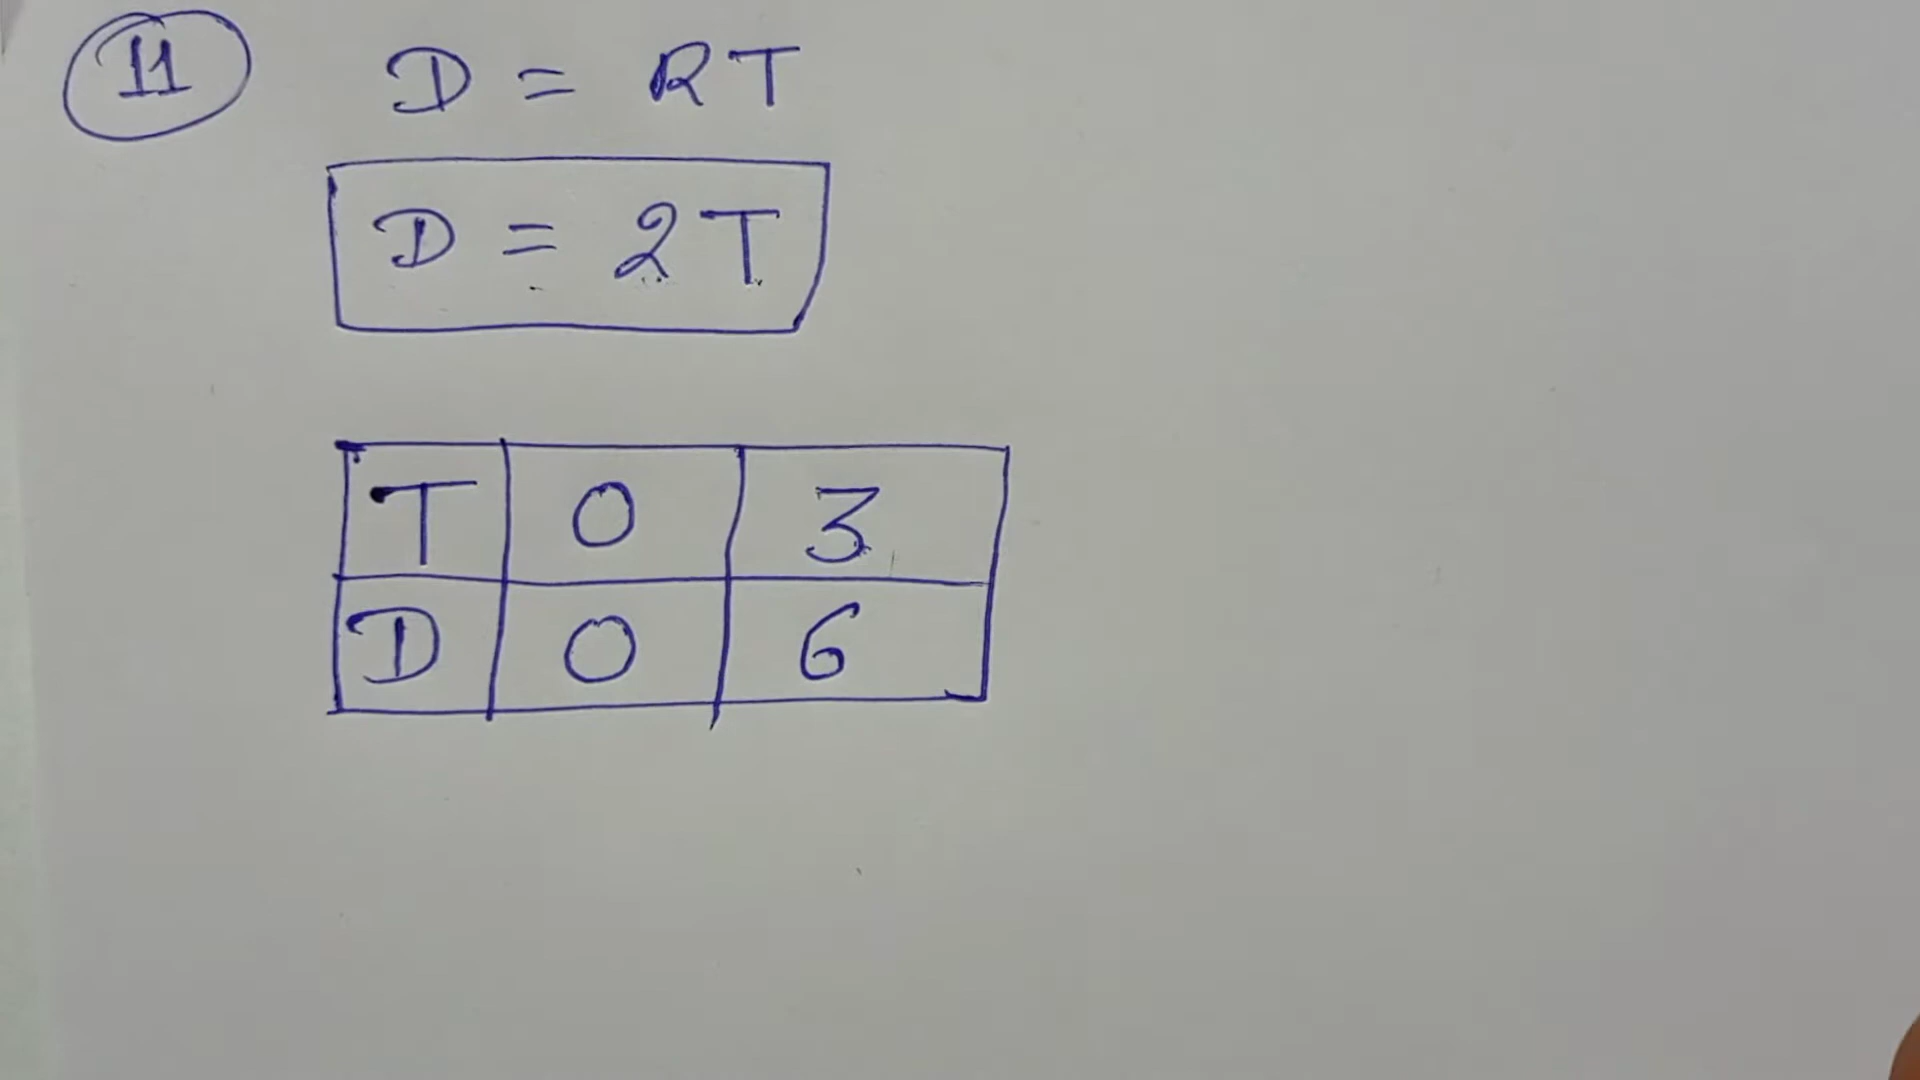 11 D = RT
D = 2T
T 0 3
D 0 6